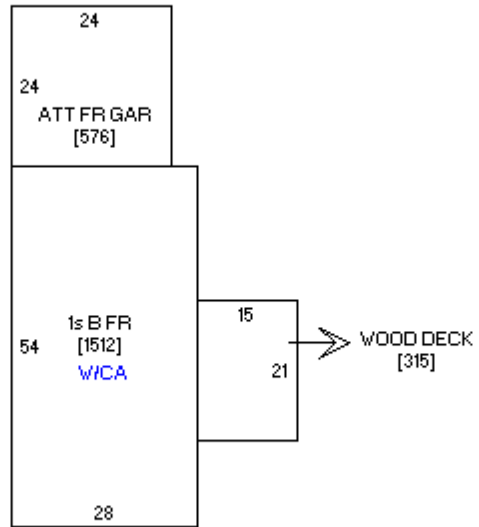 24
24
ATT FR GAR
[576]
1s B FR
[1512]
W/CA
54
28
15
21
WOOD DECK
[315]